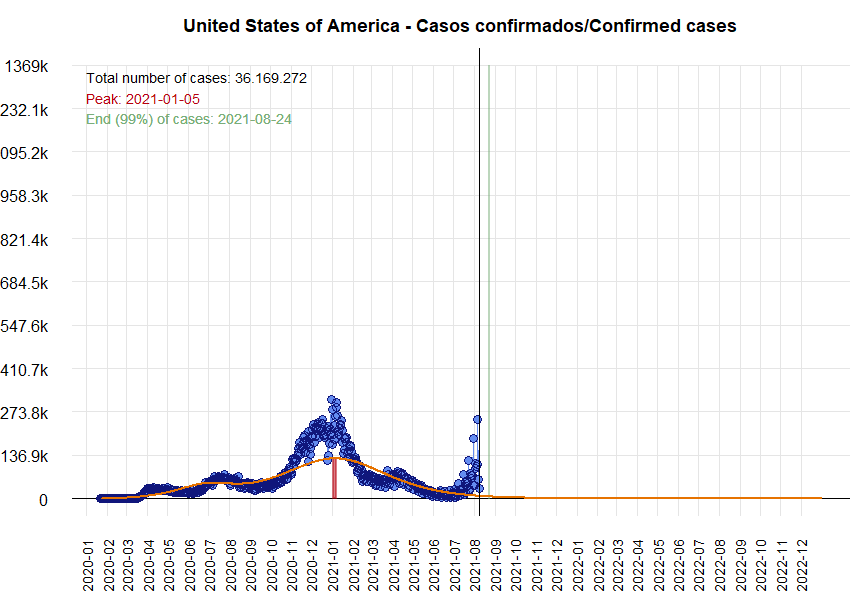 United States of America - Casos confirmados/Confirmed cases
Total number of cases: 36.169.272
Peak: 2021-01-05
End (99%) of cases: 2021-08-24
1369k
232.1k
095.2k
958.3k
821.4k
684.5k
547.6k
410.7k
273.8k
136.9k
0
2020-01
2020-02
2020-03
2020-04
2020-05
2020-06
2020-07
2020-08
2020-09
2020-10
2020-11
2020-12
2021-01
2021-02
2021-03
2021-04
2021-05
2021-06
2021-07
2021-08
2021-09
2021-10
2021-11
2021-12
2022-01
2022-02
2022-03
2022-04
2022-05
2022-06
2022-07
2022-08
2022-09
2022-10
2022-11
2022-12